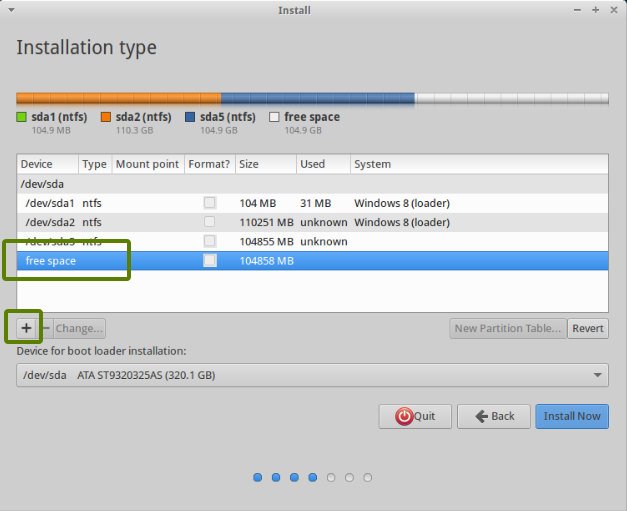 Install
Installation type
sda1 (ntfs) sda2 (ntfs) sda5 (ntfs) free space
104.9 MB 110.3 GB 104.9 GB 104.9 GB
Device Type Mount point Format? Size Used System
/dev/sda
/dev/sda1 ntfs 104 MB 31 MB Windows 8 (loader)
/dev/sda2 ntfs 110251 MB unknown Windows 8 (loader)
/dev/sda5 ntfs 104855 MB unknown
free space 104858 MB
+ − Change... New Partition Table... Revert
Device for boot loader installation:
/dev/sda ATA ST9320325AS (320.1 GB)
Quit Back Install Now